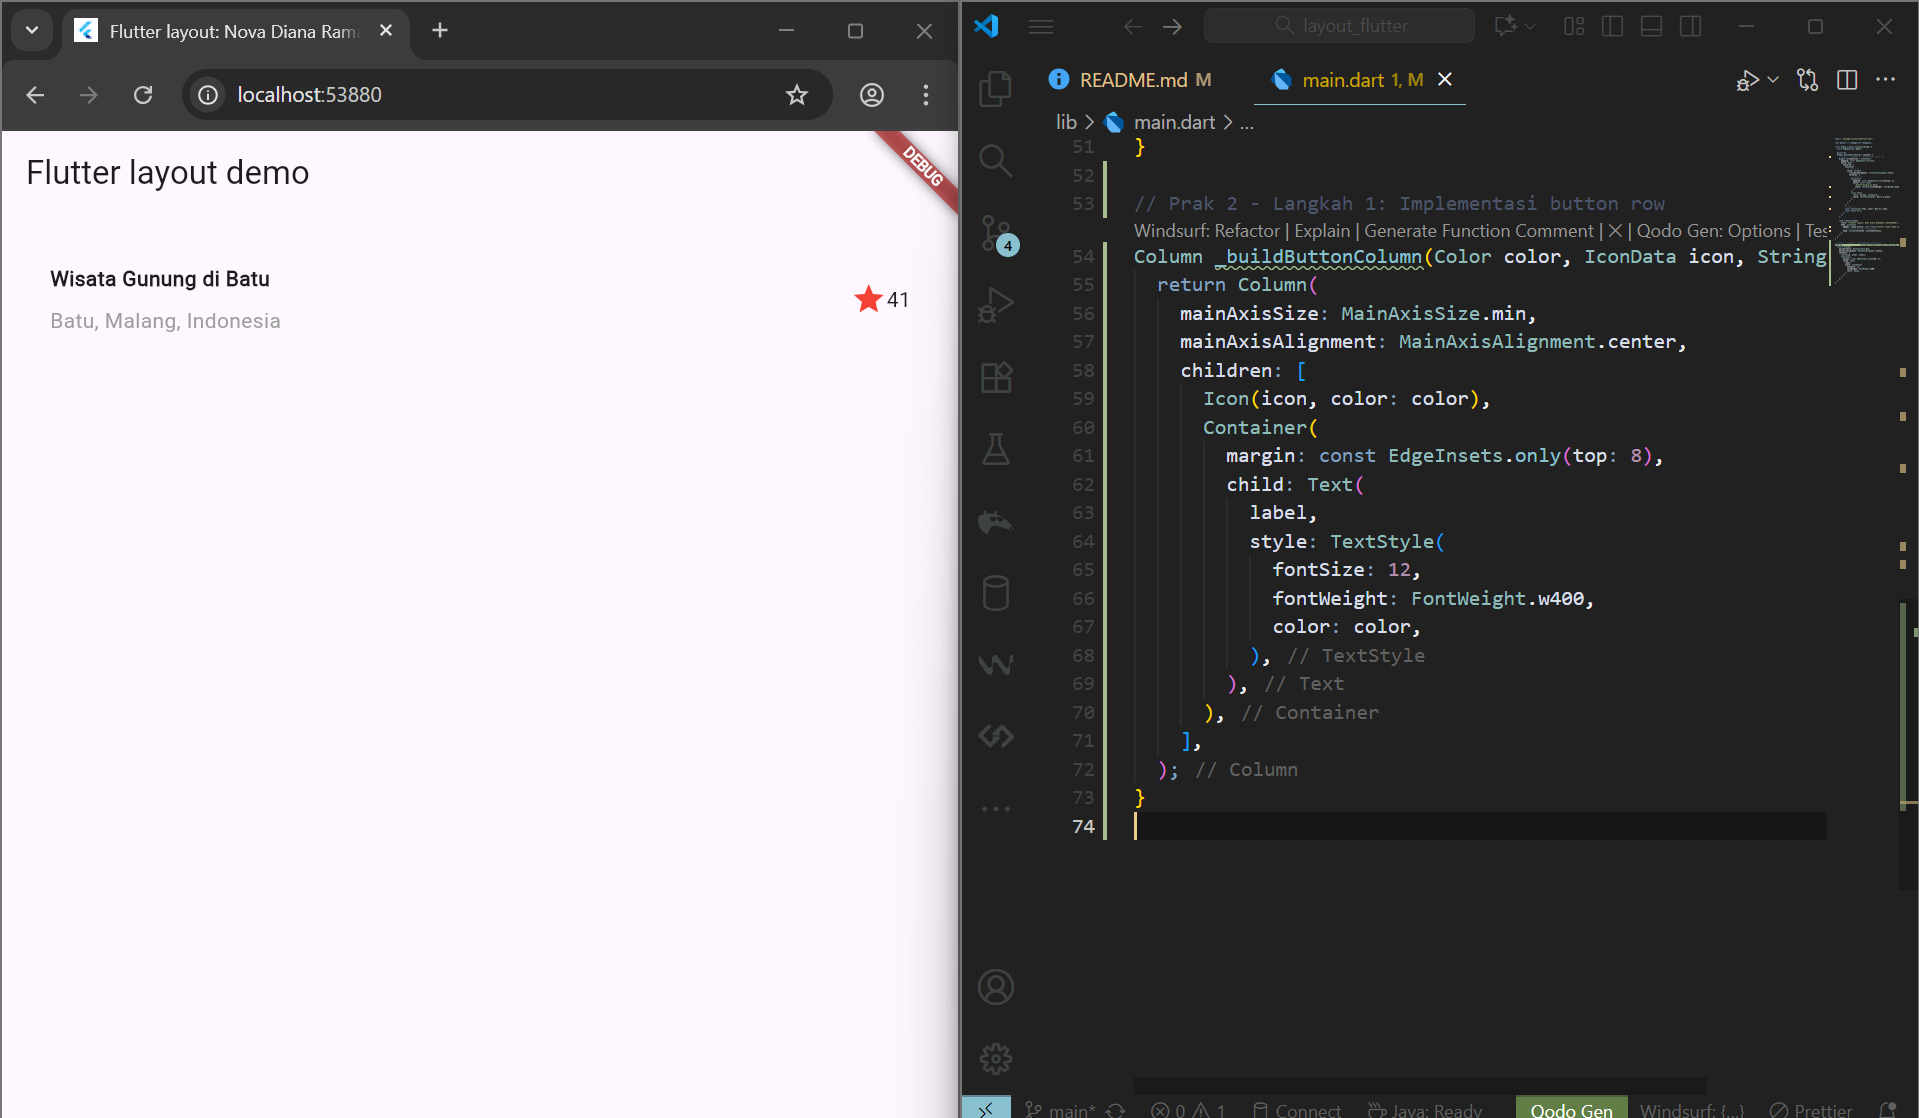 Flutter layout: Nova Diana Ram
localhost:53880
Flutter layout demo
DEBUG
Wisata Gunung di Batu
Batu, Malang, Indonesia
41
layout_flutter
README.md M
main.dart 1, M
lib > main.dart > ...
4
51 }
52
53 // Prak 2 - Langkah 1: Implementasi button row
Windsurf: Refactor | Explain | Generate Function Comment | X | Qodo Gen: Options | Tes
54 Column _buildButtonColumn(Color color, IconData icon, String
55 return Column(
56 mainAxisSize: MainAxisSize.min,
57 mainAxisAlignment: MainAxisAlignment.center,
58 children: [
59 Icon(icon, color: color),
60 Container(
61 margin: const EdgeInsets.only(top: 8),
62 child: Text(
63 label,
64 style: TextStyle(
65 fontSize: 12,
66 fontWeight: FontWeight.w400,
67 color: color,
68 ), // TextStyle
69 ), // Text
70 ), // Container
71 ],
72 ); // Column
73 }
74
main* 0 1 Connect Java: Ready Qodo Gen Windsurf: {...} Prettier